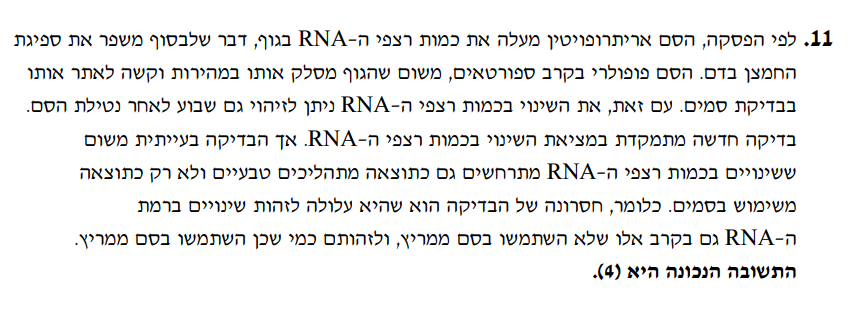 11. לפי הפסקה, הסם אריתרופויטין מעלה את כמות רצפי ה-RNA בגוף, דבר שלבסוף משפר את ספיגת
החמצן בדם. הסם פופולרי בקרב ספורטאים, משום שהגוף מסלק אותו במהירות וקשה לאתר אותו
בבדיקת סמים. עם זאת, את השינוי בכמות רצפי ה-RNA ניתן לזיהוי גם שבוע לאחר נטילת הסם.
בדיקה חדשה מתמקדת במציאת השינוי בכמות רצפי ה-RNA. אך הבדיקה בעייתית משום
ששינויים בכמות רצפי ה-RNA מתרחשים גם כתוצאה מתהליכים טבעיים ולא רק כתוצאה
משימוש בסמים. כלומר, חסרונה של הבדיקה הוא שהיא עלולה לזהות שינויים ברמת
ה-RNA גם בקרב אלו שלא השתמשו בסם ממריץ, ולזהותם כמי שכן השתמשו בסם ממריץ.
התשובה הנכונה היא (4).